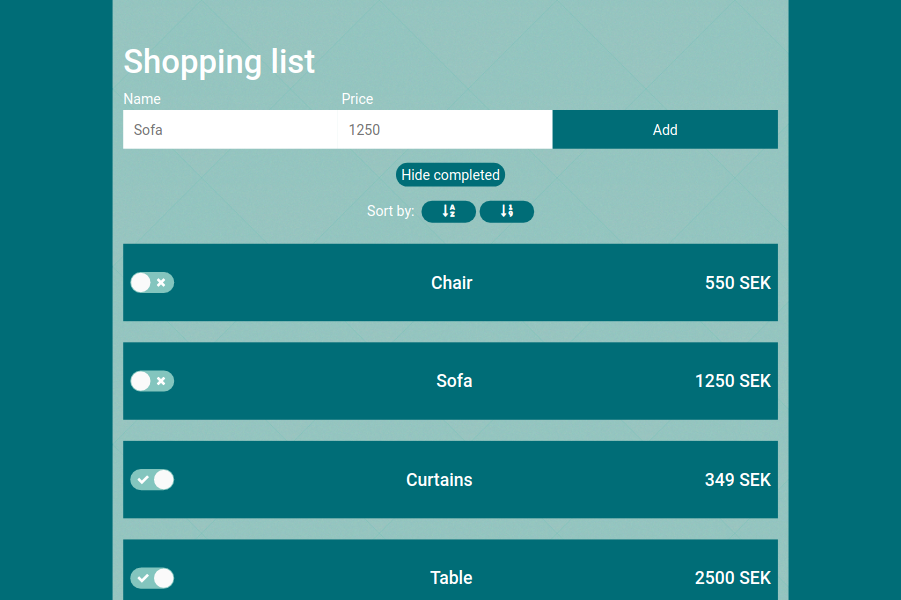 Shopping list
Name Price
Sofa 1250 Add
Hide completed
Sort by:
Chair 550 SEK
Sofa 1250 SEK
Curtains 349 SEK
Table 2500 SEK